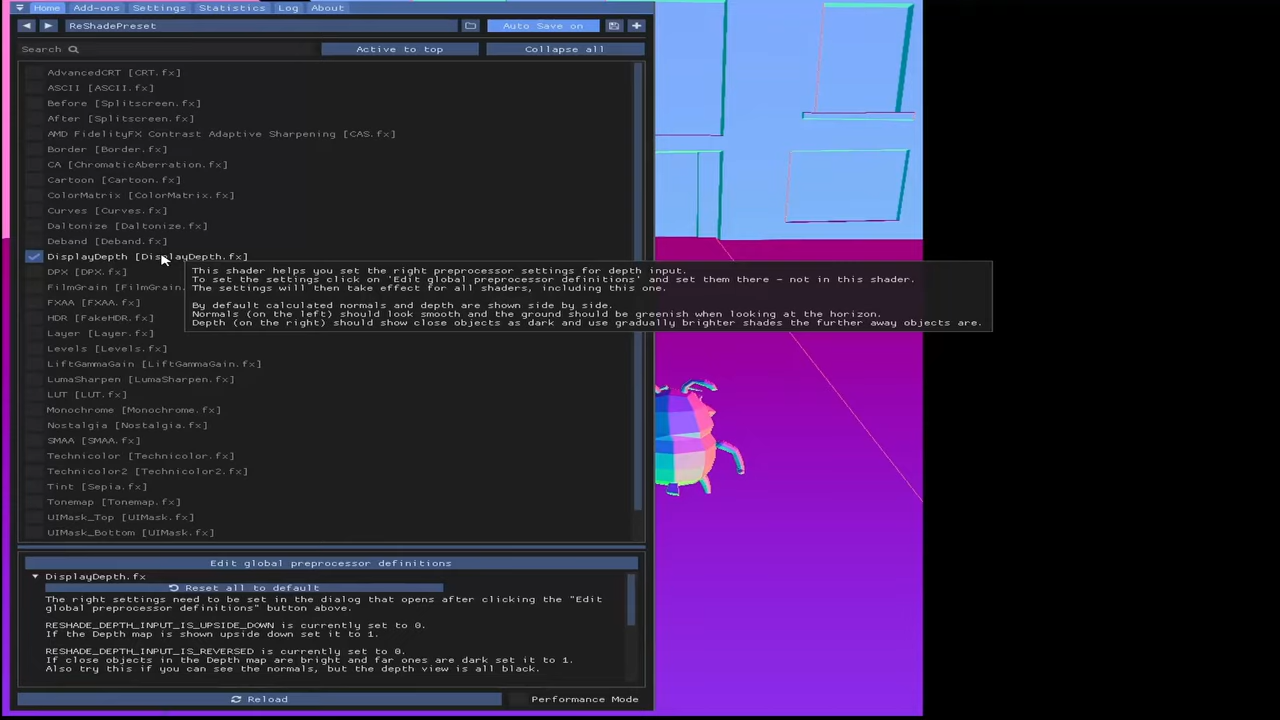 Home Add-ons Settings Statistics Log About
ReShadePreset Auto Save on
Search Active to top Collapse all
AdvancedCRT [CRT.fx]
ASCII [ASCII.fx]
Before [Splitscreen.fx]
After [Splitscreen.fx]
AMD FidelityFX Contrast Adaptive Sharpening [CAS.fx]
Border [Border.fx]
CA [ChromaticAberration.fx]
Cartoon [Cartoon.fx]
ColorMatrix [ColorMatrix.fx]
Curves [Curves.fx]
Daltonize [Daltonize.fx]
Deband [Deband.fx]
DisplayDepth [DisplayDepth.fx]
This shader helps you set the right preprocessor settings for depth input.
To set the settings click on 'Edit global preprocessor definitions' and set them there - not in this shader.
The settings will then take effect for all shaders, including this one.
By default calculated normals and depth are shown side by side.
Normals (on the left) should look smooth and the ground should be greenish when looking at the horizon.
Depth (on the right) should show close objects as dark and use gradually brighter shades the further away objects are.
DPX [DPX.fx]
FilmGrain [FilmGrain.
FXAA [FXAA.fx]
HDR [FakeHDR.fx]
Layer [Layer.fx]
Levels [Levels.fx]
LiftGammaGain [LiftGammaGain.fx]
LumaSharpen [LumaSharpen.fx]
LUT [LUT.fx]
Monochrome [Monochrome.fx]
Nostalgia [Nostalgia.fx]
SMAA [SMAA.fx]
Technicolor [Technicolor.fx]
Technicolor2 [Technicolor2.fx]
Tint [Sepia.fx]
Tonemap [Tonemap.fx]
UIMask_Top [UIMask.fx]
UIMask_Bottom [UIMask.fx]
Edit global preprocessor definitions
DisplayDepth.fx
Reset all to default
The right settings need to be set in the dialog that opens after clicking the "Edit
global preprocessor definitions" button above.
RESHADE_DEPTH_INPUT_IS_UPSIDE_DOWN is currently set to 0.
If the Depth map is shown upside down set it to 1.
RESHADE_DEPTH_INPUT_IS_REVERSED is currently set to 0.
If close objects in the Depth map are bright and far ones are dark set it to 1.
Also try this if you can see the normals, but the depth view is all black.
Reload Performance Mode